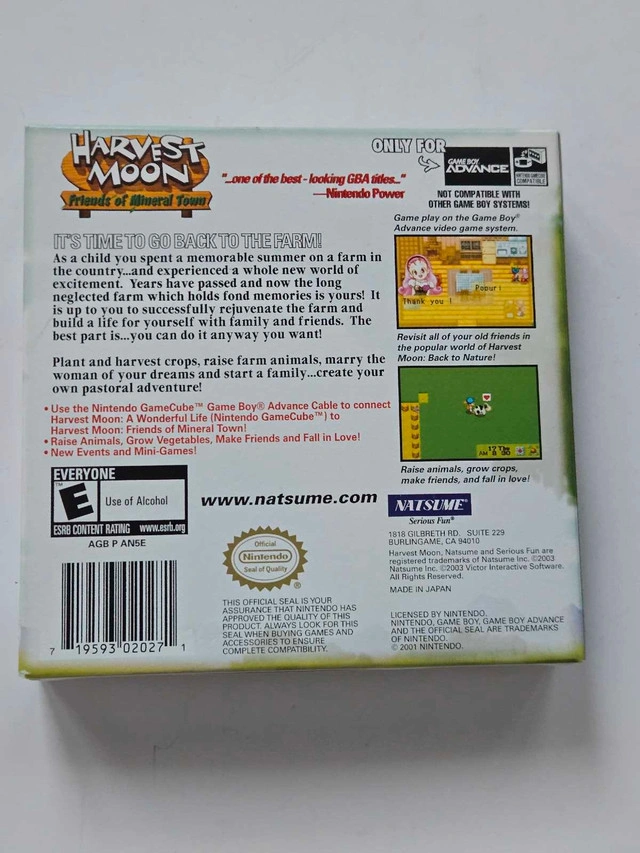 HARVEST
MOON
Friends of Mineral Town
"...one of the best - looking GBA titles..."
—Nintendo Power
ONLY FOR
GAME BOY
ADVANCE
NINTENDO GAMECUBE
COMPATIBLE
NOT COMPATIBLE WITH
OTHER GAME BOY SYSTEMS!
Game play on the Game Boy®
Advance video game system.
IT'S TIME TO GO BACK TO THE FARM!
As a child you spent a memorable summer on a farm in
the country...and experienced a whole new world of
excitement. Years have passed and now the long
neglected farm which holds fond memories is yours! It
is up to you to successfully rejuvenate the farm and
build a life for yourself with family and friends. The
best part is...you can do it anyway you want!
Plant and harvest crops, raise farm animals, marry the
woman of your dreams and start a family...create your
own pastoral adventure!
• Use the Nintendo GameCube™ Game Boy® Advance Cable to connect
Harvest Moon: A Wonderful Life (Nintendo GameCube™) to
Harvest Moon: Friends of Mineral Town!
• Raise Animals, Grow Vegetables, Make Friends and Fall in Love!
• New Events and Mini-Games!
Popuri
Thank you !
Revisit all of your old friends in
the popular world of Harvest
Moon: Back to Nature!
17 Th
AM 8 00
Raise animals, grow crops,
make friends, and fall in love!
EVERYONE
E
TM
Use of Alcohol
ESRB CONTENT RATING www.esrb.org
AGB P AN5E
www.natsume.com
NATSUME®
Serious Fun®
1818 GILBRETH RD. SUITE 229
BURLINGAME, CA 94010
Harvest Moon, Natsume and Serious Fun are
registered trademarks of Natsume Inc. ©2003
Natsume Inc. ©2003 Victor Interactive Software.
All Rights Reserved.
MADE IN JAPAN
Official
Nintendo
Seal of Quality
®
THIS OFFICIAL SEAL IS YOUR
ASSURANCE THAT NINTENDO HAS
APPROVED THE QUALITY OF THIS
PRODUCT. ALWAYS LOOK FOR THIS
SEAL WHEN BUYING GAMES AND
ACCESSORIES TO ENSURE
COMPLETE COMPATIBILITY.
LICENSED BY NINTENDO.
NINTENDO, GAME BOY, GAME BOY ADVANCE
AND THE OFFICIAL SEAL ARE TRADEMARKS
OF NINTENDO.
© 2001 NINTENDO.
7 19593 02027 1